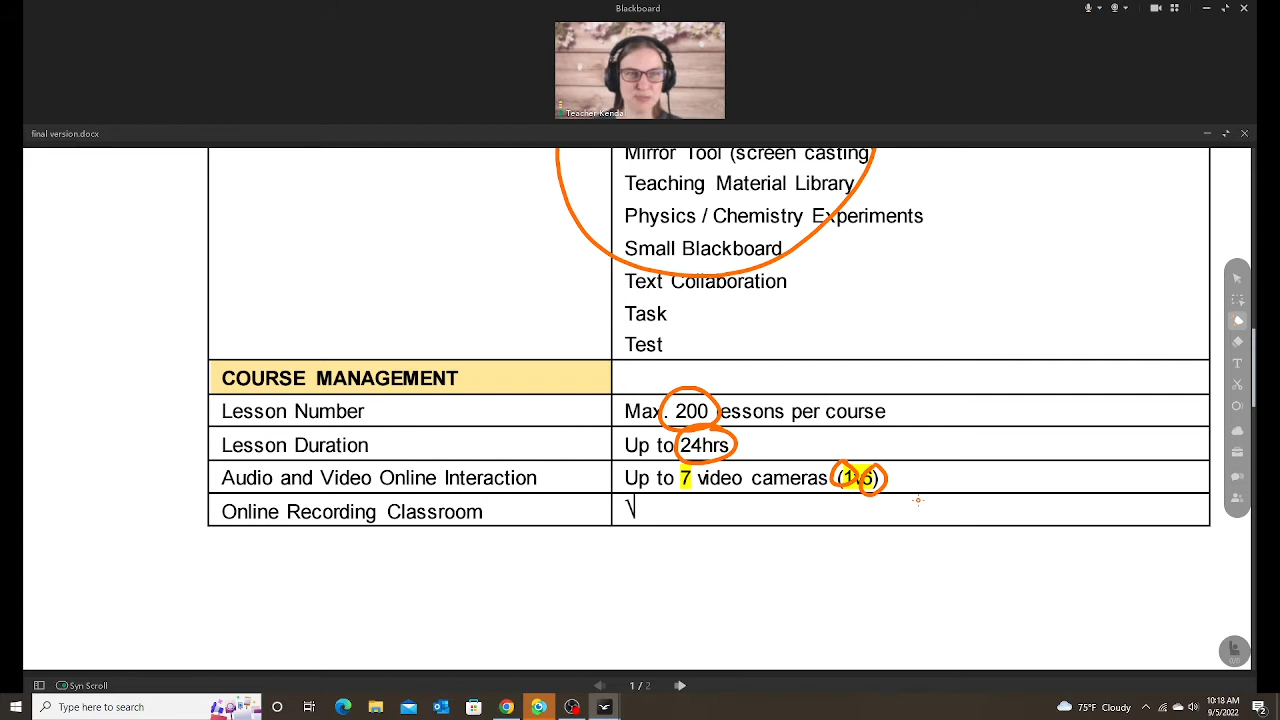 Blackboard
Teacher Kenda
final version.docx
Mirror Tool (screen casting
Teaching Material Library
Physics / Chemistry Experiments
Small Blackboard
Text Collaboration
Task
Test
COURSE MANAGEMENT
Lesson Number
Max. 200 lessons per course
Lesson Duration
Up to 24hrs
Audio and Video Online Interaction
Up to 7 video cameras (1v6)
Online Recording Classroom
√
0/0
Syn Scroll
1 / 2
Type here to search
75°F Cloudy
10:18 AM
9/5/2022
2